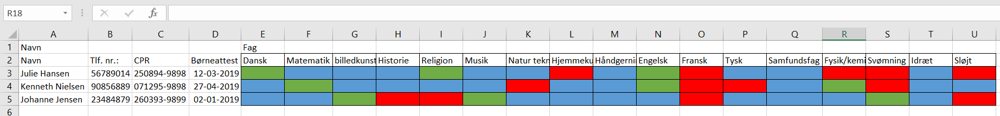 R18 fx
A B C D E F G H I J K L M N O P Q R S T U
1 Navn Fag
2 Navn Tlf. nr.: CPR Børneattest Dansk Matematik billedkunst Historie Religion Musik Natur tekn Hjemmeku Håndgerni Engelsk Fransk Tysk Samfundsfag Fysik/kemi Svømning Idræt Sløjt
3 Julie Hansen 56789014 250894-9898 12-03-2019
4 Kenneth Nielsen 90856889 071295-9898 27-04-2019
5 Johanne Jensen 23484879 260393-9899 02-01-2019
6